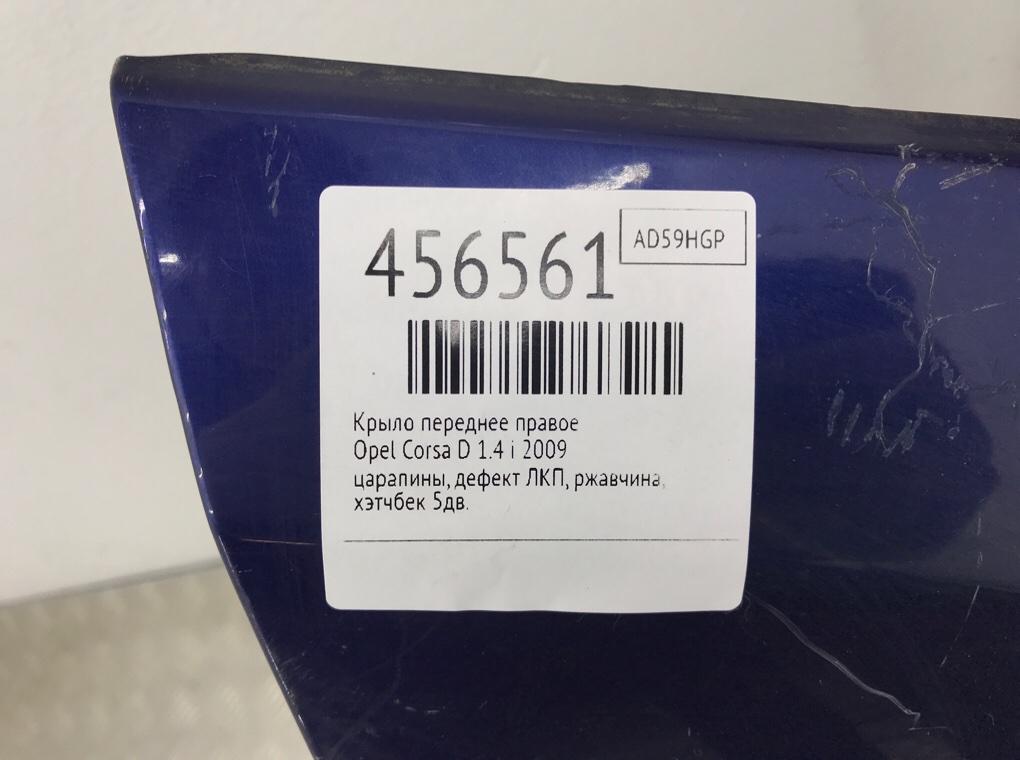 456561
AD59HGP
Крыло переднее правое
Opel Corsa D 1.4 i 2009
царапины, дефект ЛКП, ржавчина,
хэтчбек 5дв.